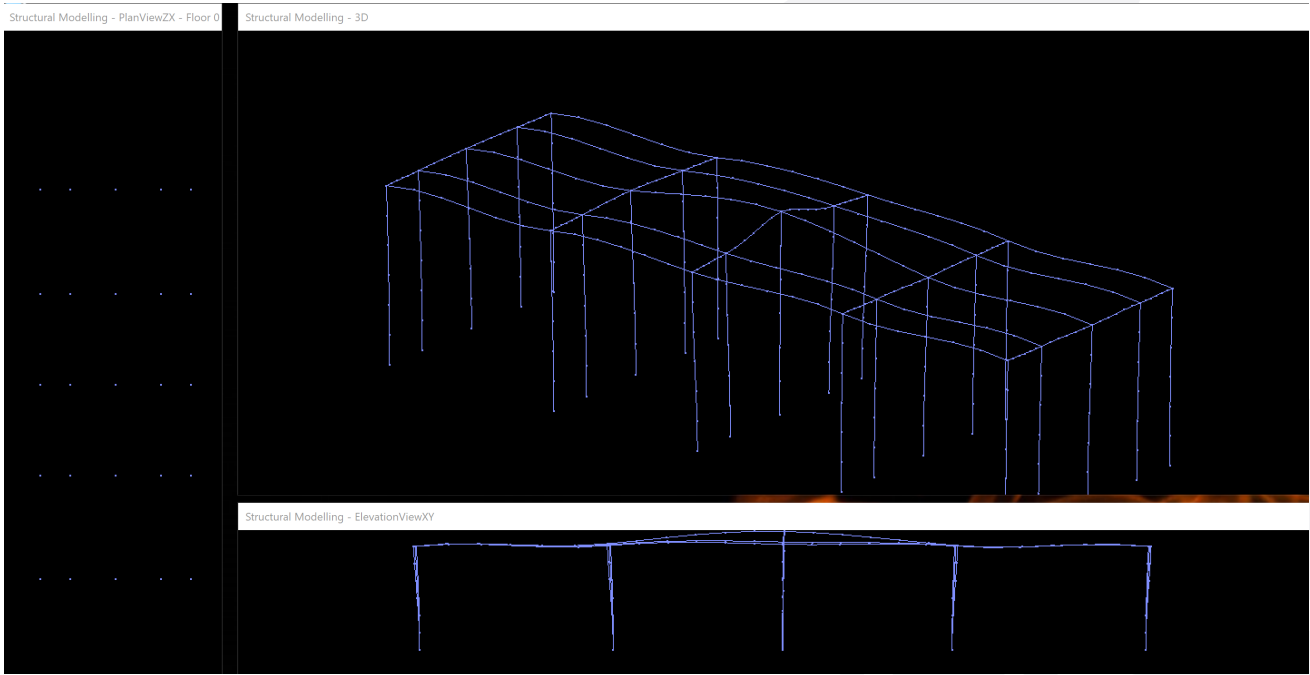 Structural Modelling - PlanViewZX - Floor 0
Structural Modelling - 3D
Structural Modelling - ElevationViewXY